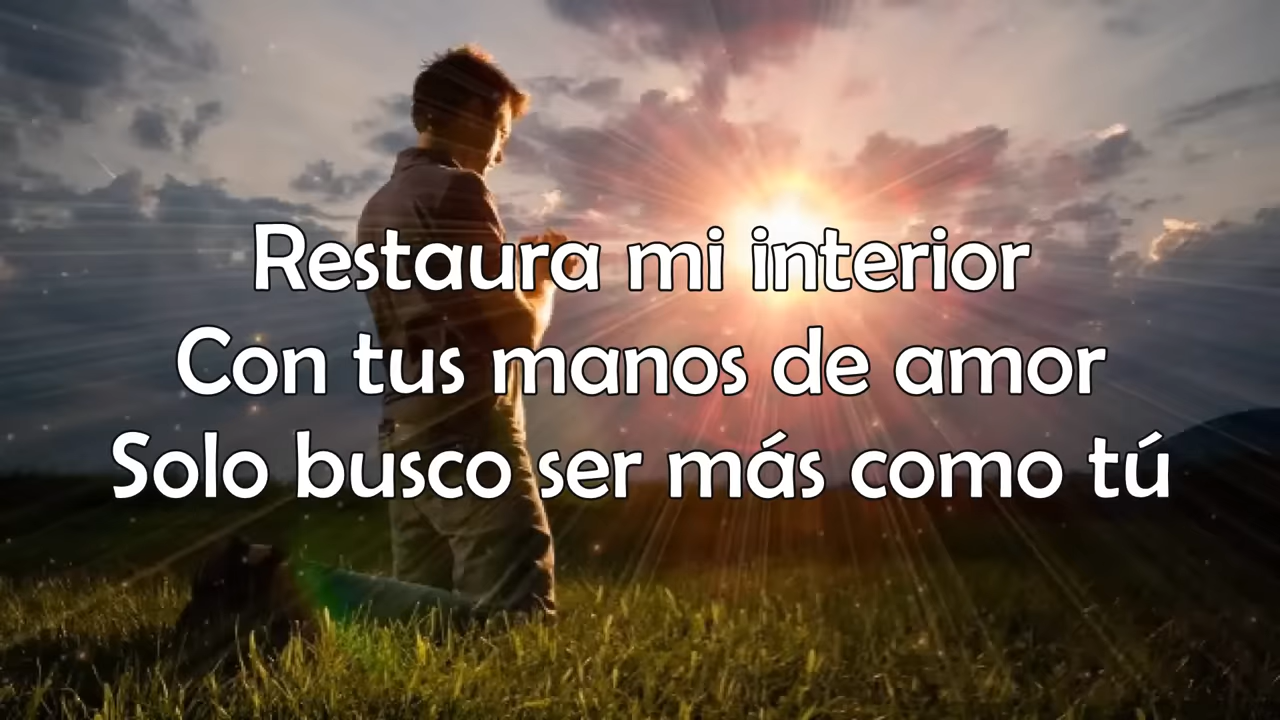 Restaura mi interior
Con tus manos de amor
Solo busco ser más como tú